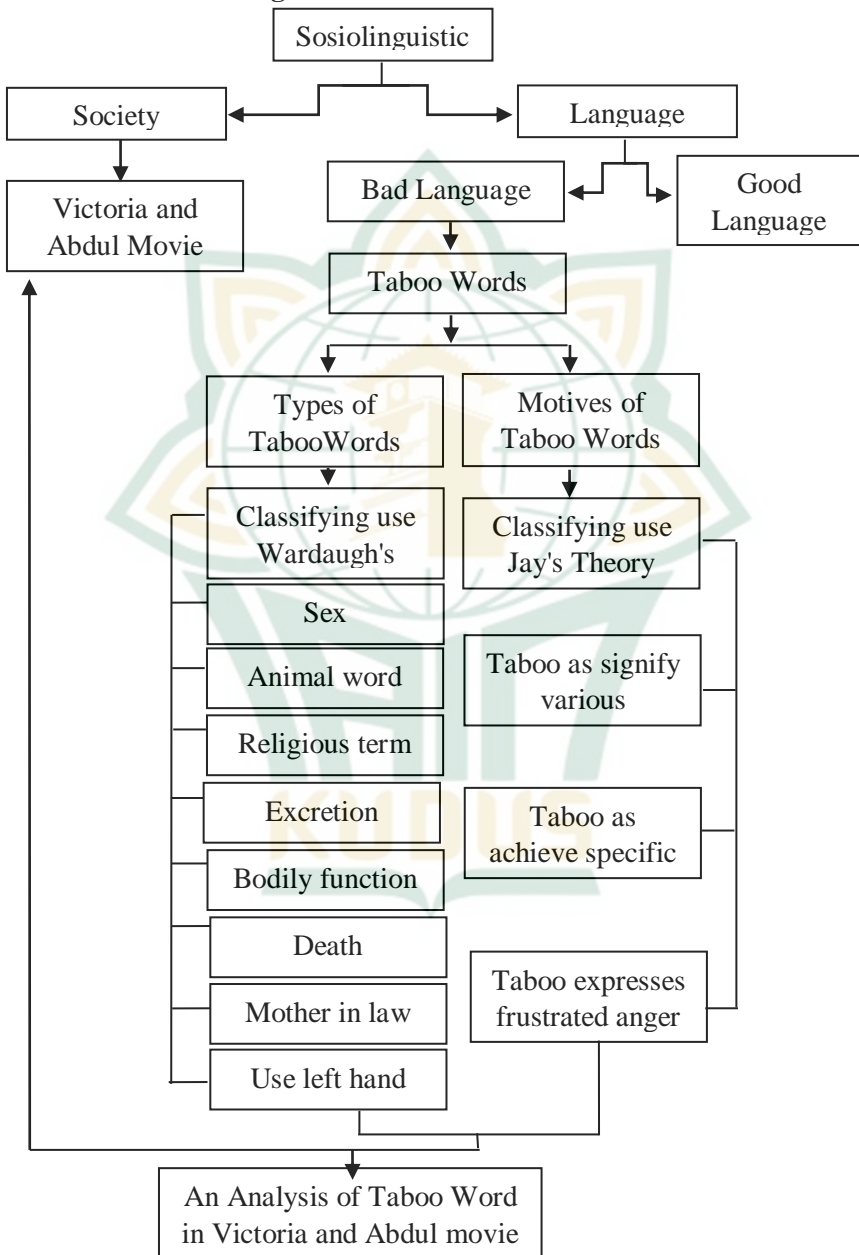 Sosiolinguistic
Society
Language
Victoria and
Abdul Movie
Bad Language
Good
Language
Taboo Words
Types of
TabooWords
Motives of
Taboo Words
Classifying use
Wardaugh's
Classifying use
Jay's Theory
Sex
Animal word
Religious term
Excretion
Bodily function
Death
Mother in law
Use left hand
Taboo as signify
various
Taboo as
achieve specific
Taboo expresses
frustrated anger
An Analysis of Taboo Word
in Victoria and Abdul movie
KUDUS